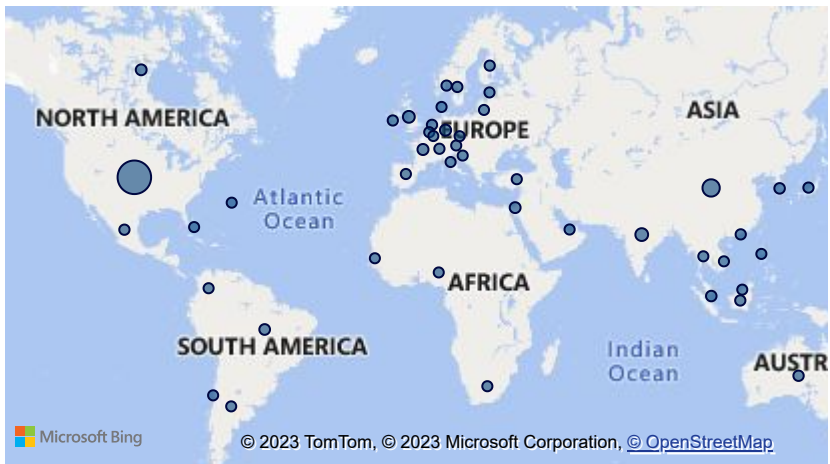 NORTH AMERICA
EUROPE
ASIA
Atlantic
Ocean
AFRICA
SOUTH AMERICA
Indian
Ocean
AUSTR
Microsoft Bing
© 2023 TomTom, © 2023 Microsoft Corporation, © OpenStreetMap